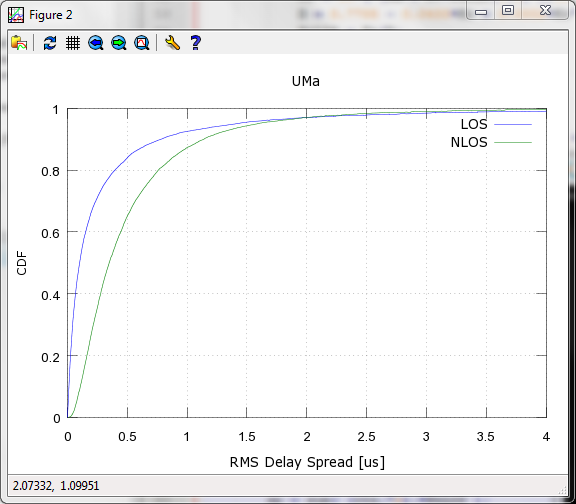 Figure 2
UMa
1
0.8
0.6
0.4
0.2
0
CDF
LOS
NLOS
0 0.5 1 1.5 2 2.5 3 3.5 4
RMS Delay Spread [us]
2.07332, 1.09951